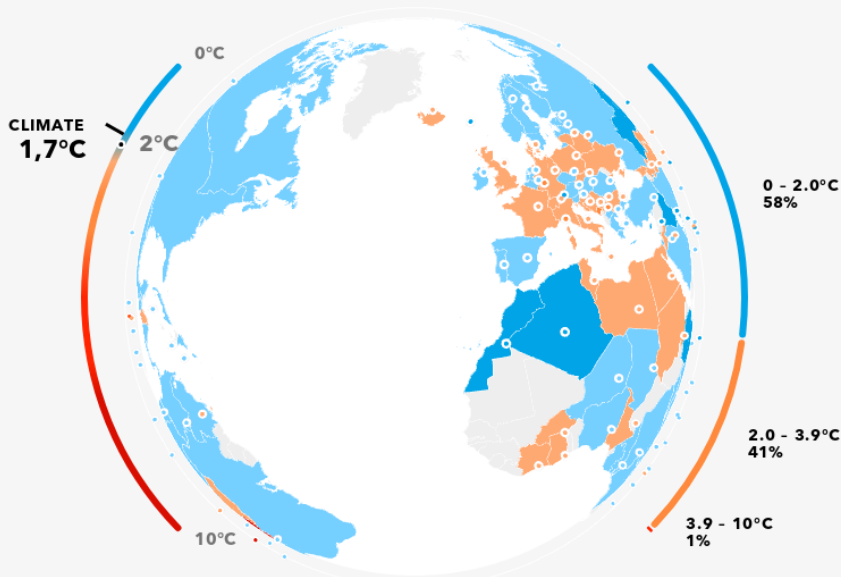 0°C
CLIMATE
1,7°C
2°C
10°C
0 – 2.0°C
58%
2.0 – 3.9°C
41%
3.9 – 10°C
1%